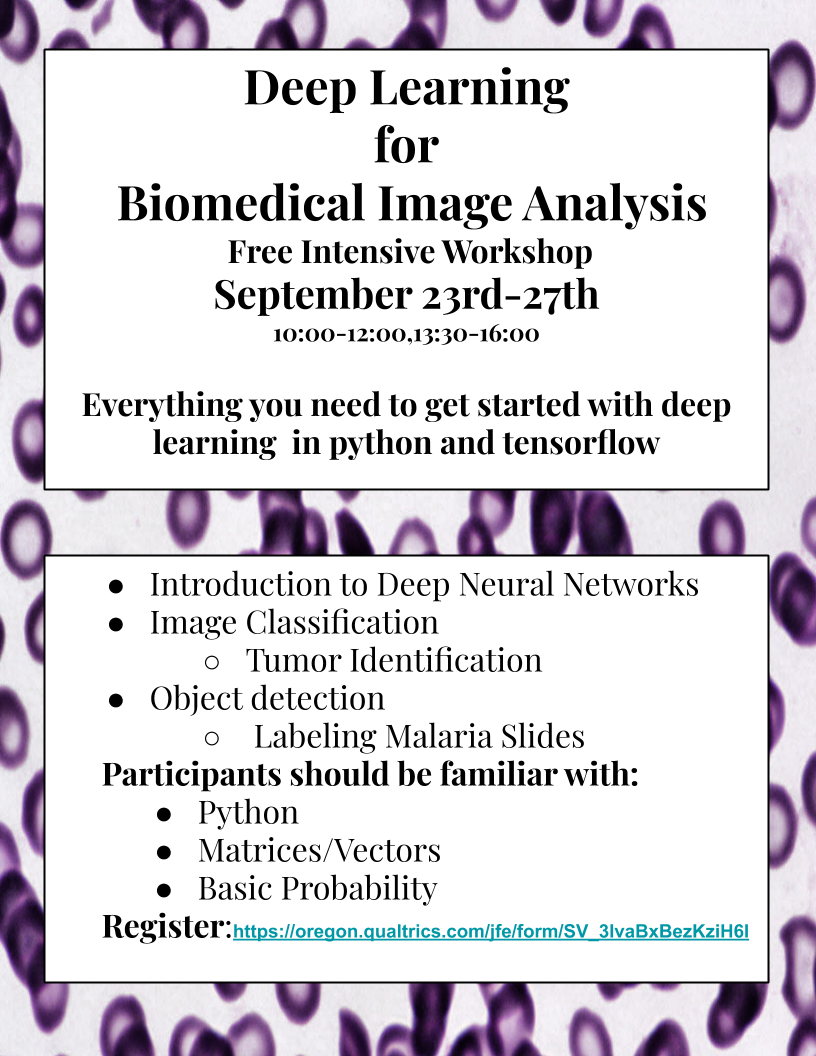 Deep Learning
for
Biomedical Image Analysis
Free Intensive Workshop
September 23rd-27th
10:00-12:00,13:30-16:00
Everything you need to get started with deep
learning in python and tensorflow
● Introduction to Deep Neural Networks
● Image Classification
○ Tumor Identification
● Object detection
○ Labeling Malaria Slides
Participants should be familiar with:
● Python
● Matrices/Vectors
● Basic Probability
Register:https://oregon.qualtrics.com/jfe/form/SV_3lvaBxBezKziH6l